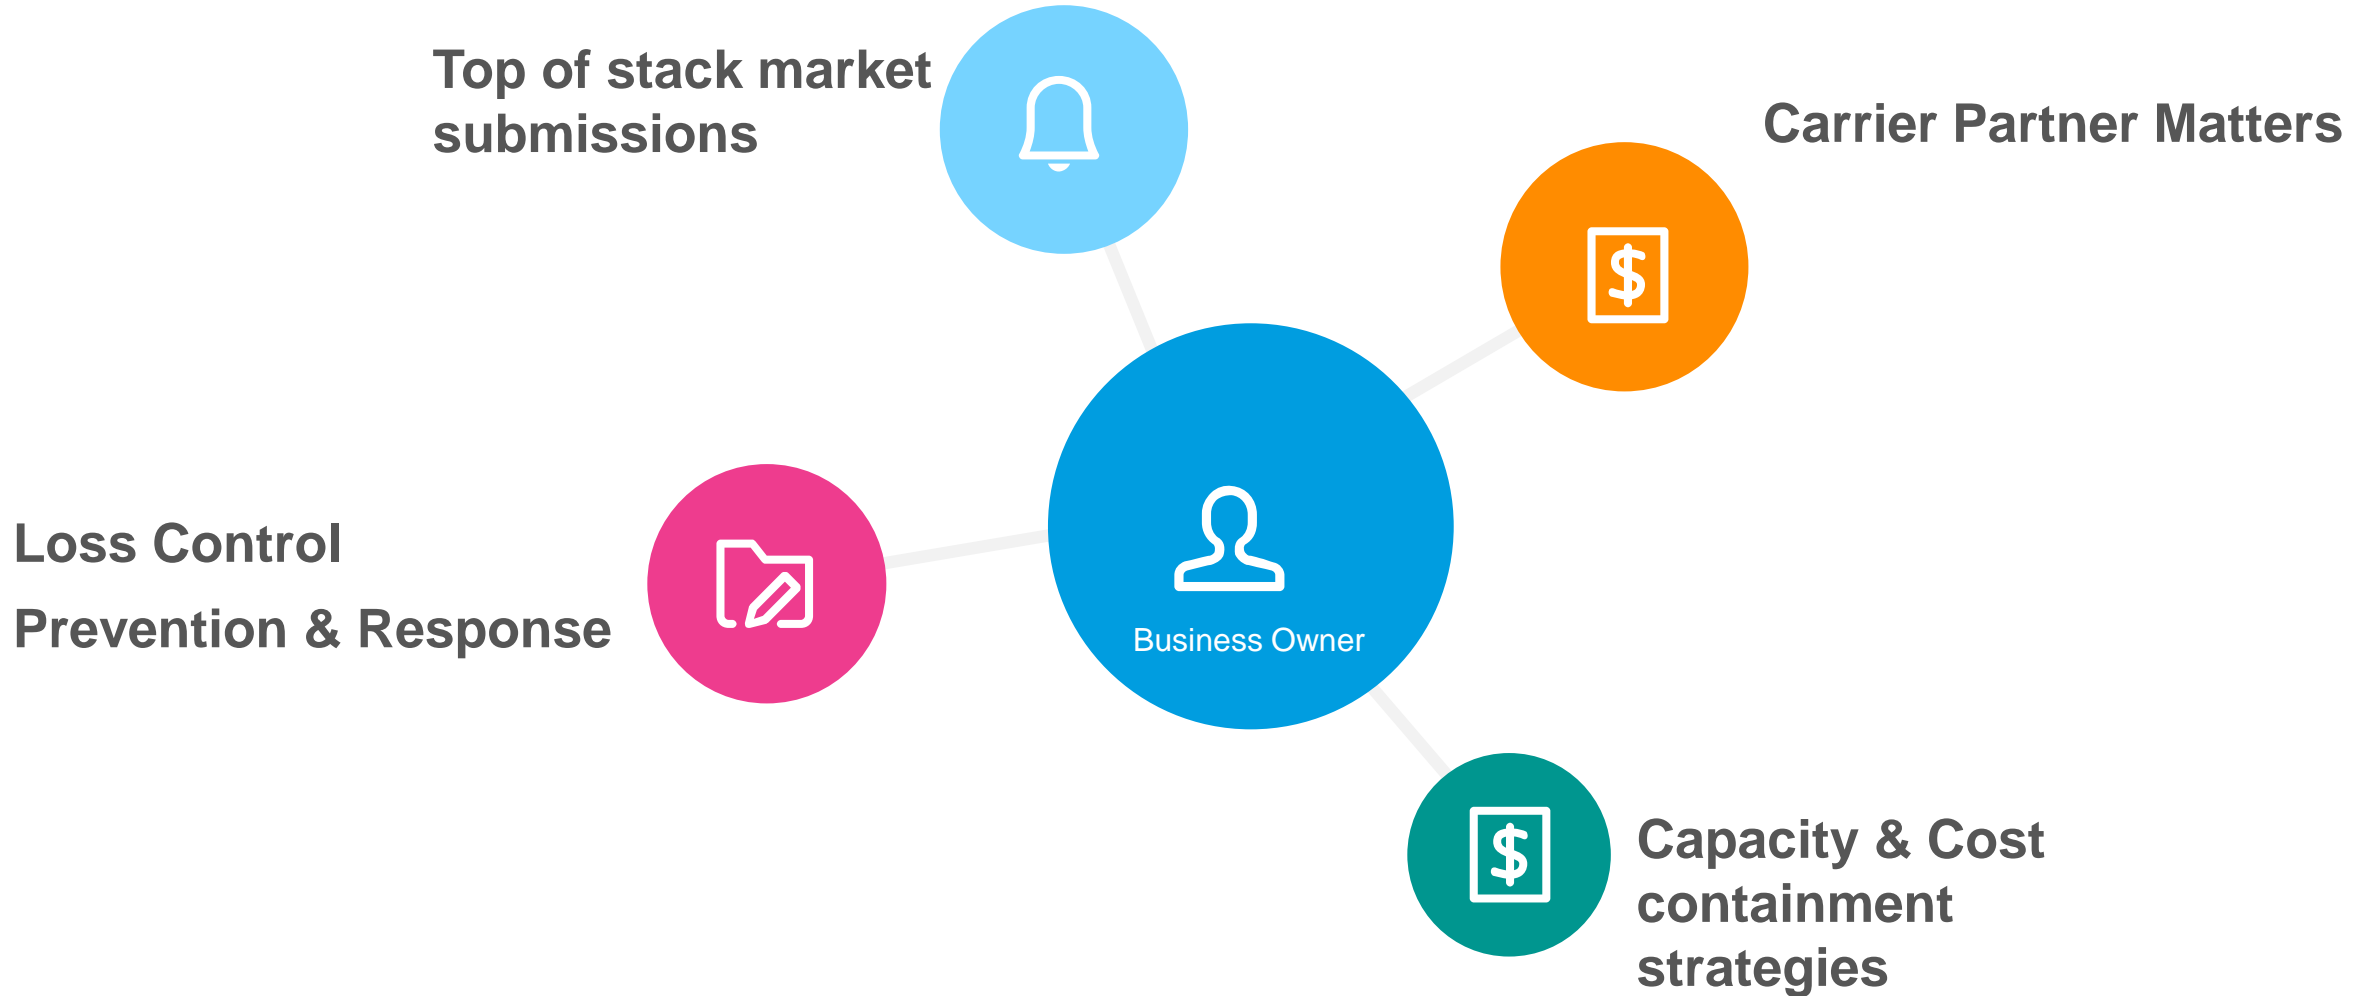 Top of stack market
submissions
Carrier Partner Matters
Loss Control
Prevention & Response
Business Owner
Capacity & Cost
containment
strategies